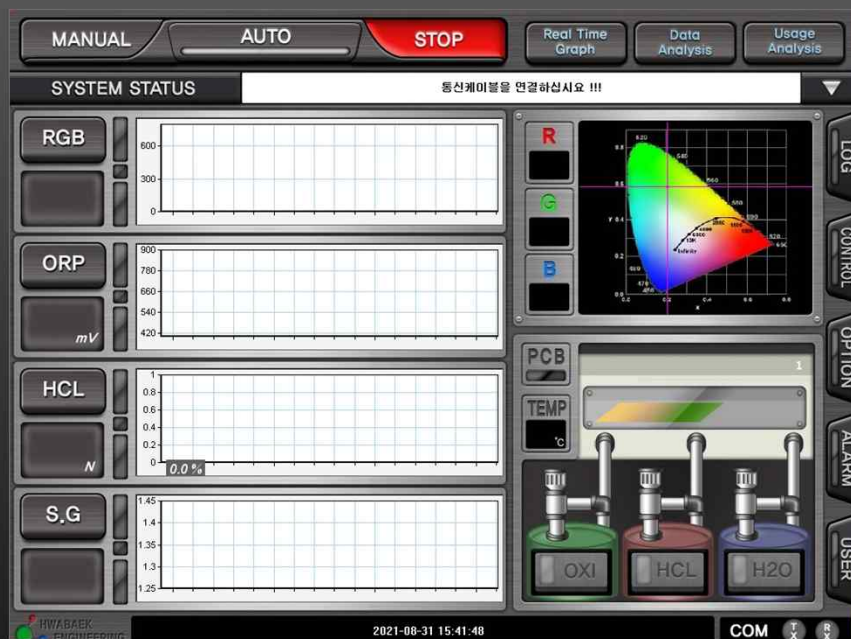 MANUAL
AUTO
STOP
Real Time
Graph
Data
Analysis
Usage
Analysis
SYSTEM STATUS
통신케이블을 연결하십시요 !!!
RGB
600
300
0
ORP
mV
900
780
660
540
420
HCL
N
1
0.8
0.6
0.4
0.2
0
0.0 %
S.G
1.45
1.4
1.35
1.3
1.25
R
G
B
PCB
TEMP
°C
1
OXI
HCL
H2O
LOG
CONTROL
OPTION
ALARM
USER
HWABAEK
ENGINEERING
2021-08-31 15:41:48
COM
TX
RX